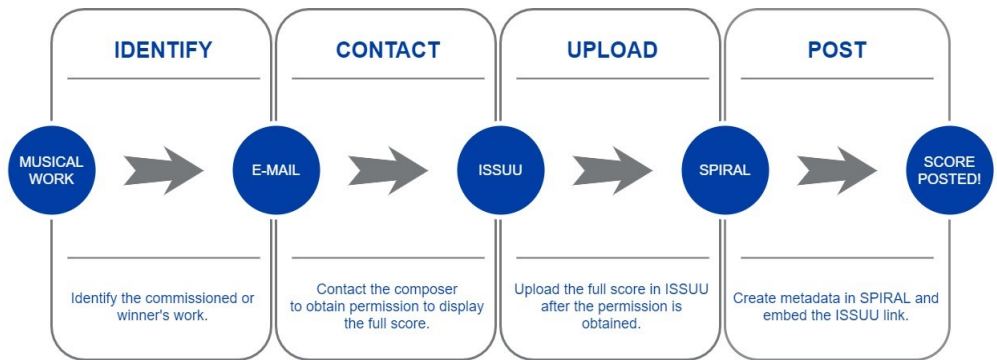 IDENTIFY
CONTACT
UPLOAD
POST
MUSICAL
WORK
E-MAIL
ISSUU
SPIRAL
SCORE
POSTED!
Identify the commissioned or
winner's work.
Contact the composer
to obtain permission to display
the full score.
Upload the full score in ISSUU
after the permission is
obtained.
Create metadata in SPIRAL and
embed the ISSUU link.